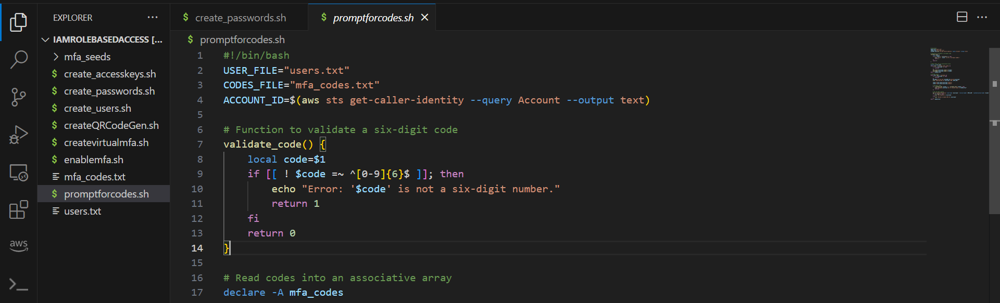 EXPLORER
IAMROLEBASEDACCESS [...
mfa_seeds
create_accesskeys.sh
create_passwords.sh
create_users.sh
createQRCodeGen.sh
createvirtualmfa.sh
enablemfa.sh
mfa_codes.txt
promptforcodes.sh
users.txt
aws
$ create_passwords.sh
$ promptforcodes.sh
$ promptforcodes.sh
1 #!/bin/bash
2 USER_FILE="users.txt"
3 CODES_FILE="mfa_codes.txt"
4 ACCOUNT_ID=$(aws sts get-caller-identity --query Account --output text)
5
6 # Function to validate a six-digit code
7 validate_code() {
8     local code=$1
9     if [[ ! $code =~ ^[0-9]{6}$ ]]; then
10         echo "Error: '$code' is not a six-digit number."
11         return 1
12     fi
13     return 0
14 }
15
16 # Read codes into an associative array
17 declare -A mfa_codes